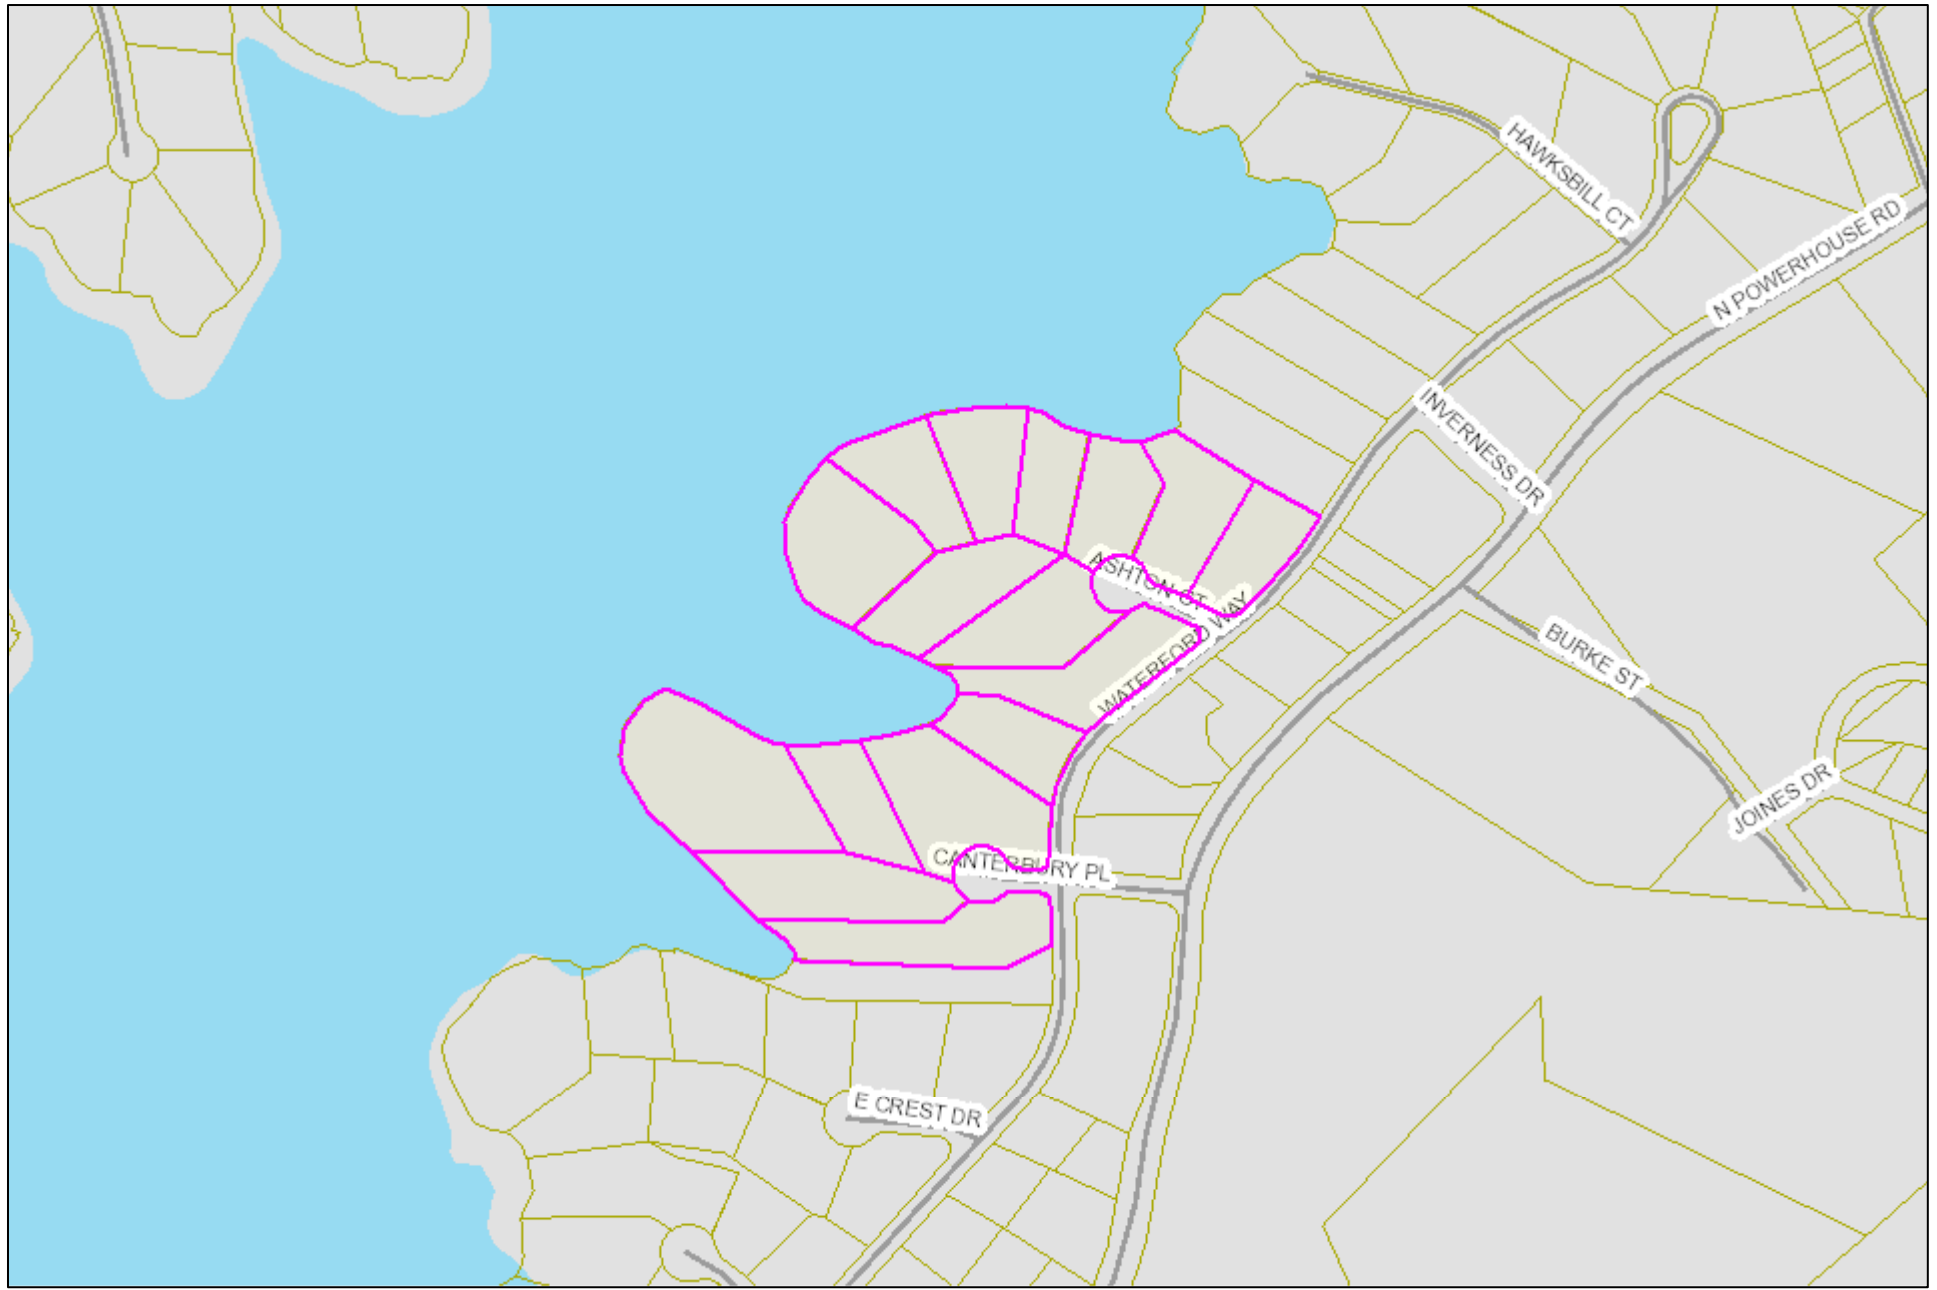 HAWKSBILL CT
N POWERHOUSE RD
INVERNESS DR
ASHTON CT
WATERFORD WAY
BURKE ST
JOINES DR
CANTERBURY PL
E CREST DR